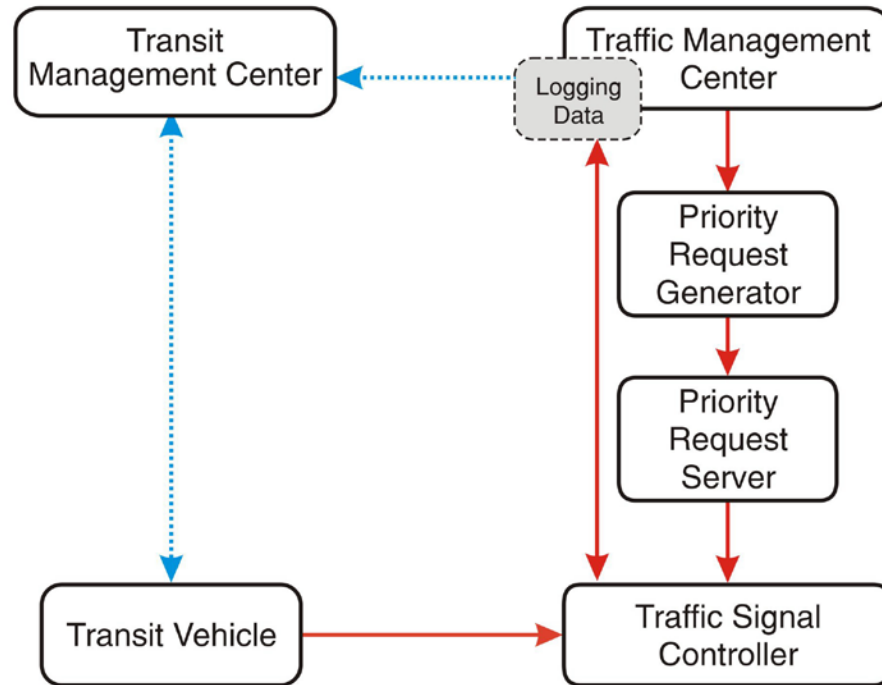 Transit
Management Center
Traffic Management
Center
Logging
Data
Priority
Request
Generator
Priority
Request
Server
Transit Vehicle
Traffic Signal
Controller